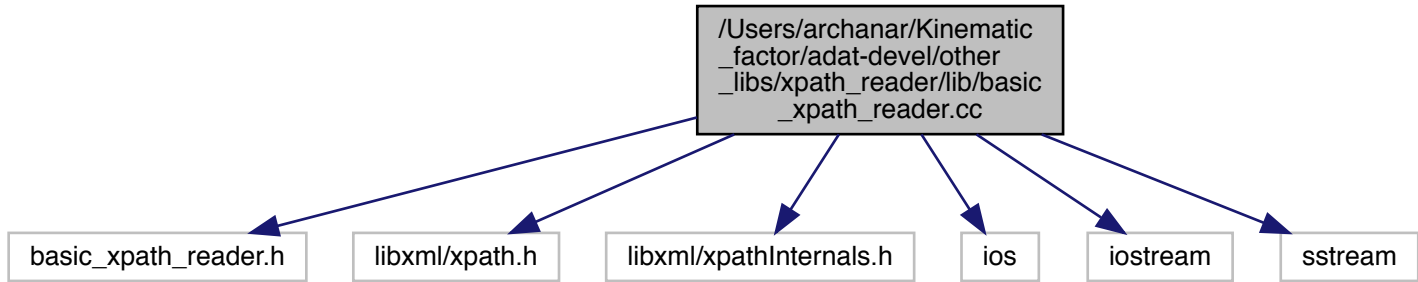 /Users/archanar/Kinematic
_factor/adat-devel/other
_libs/xpath_reader/lib/basic
_xpath_reader.cc
basic_xpath_reader.h
libxml/xpath.h
libxml/xpathInternals.h
ios
iostream
sstream